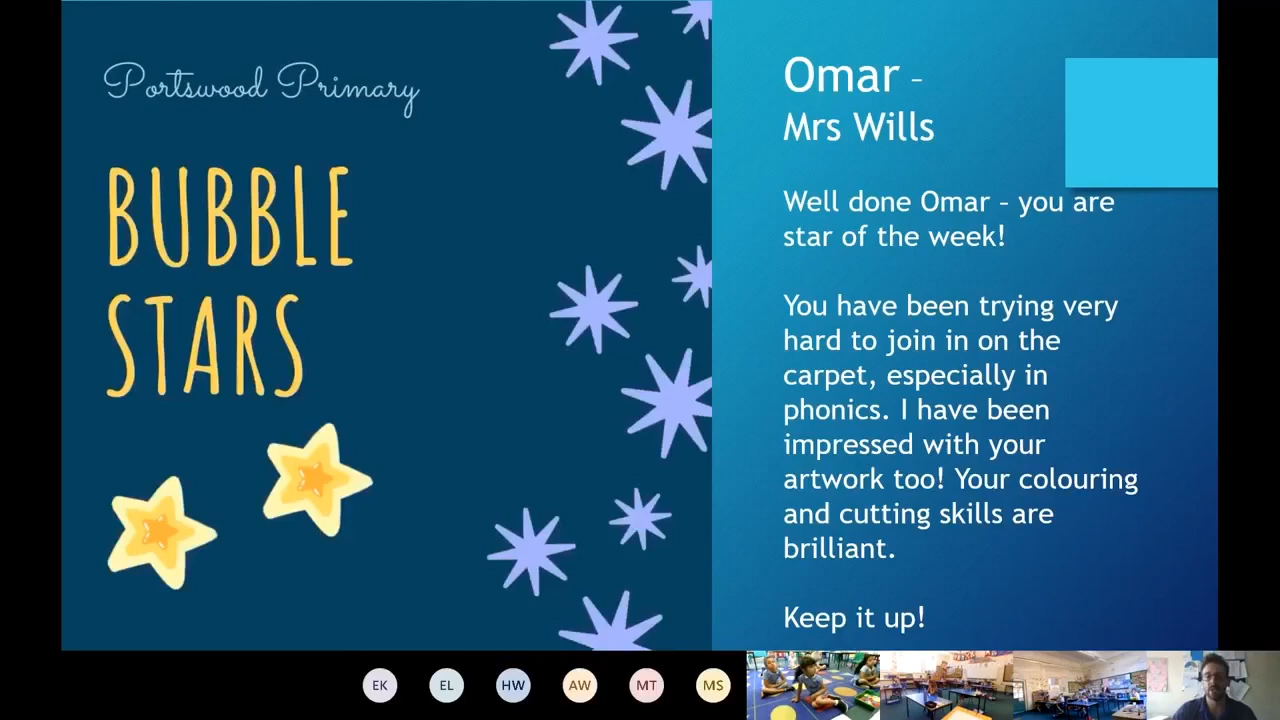 Portswood Primary
BUBBLE
STARS
Omar –
Mrs Wills
Well done Omar – you are
star of the week!
You have been trying very
hard to join in on the
carpet, especially in
phonics. I have been
impressed with your
artwork too! Your colouring
and cutting skills are
brilliant.
Keep it up!
EK EL HW AW MT MS